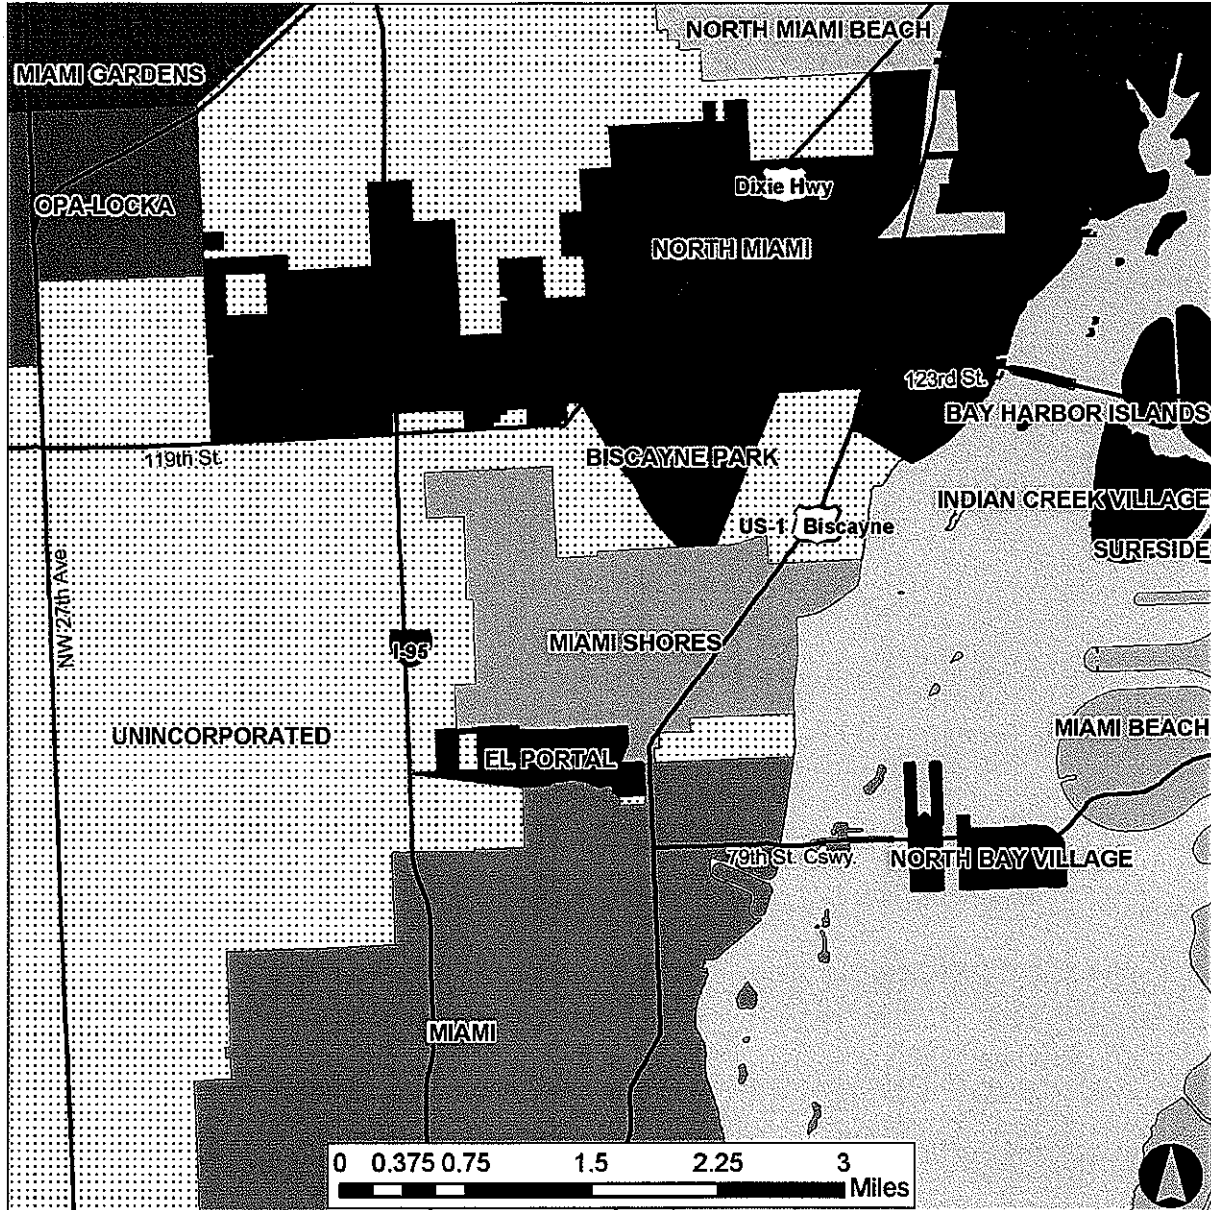 NORTH MIAMI BEACH
MIAMI GARDENS
Dixie Hwy
OPA-LOCKA
NORTH MIAMI
123rd St.
BAY HARBOR ISLANDS
119th St.
BISCAYNE PARK
INDIAN CREEK VILLAGE
US-1 / Biscayne
SURFSIDE
NW 27th Ave
MIAMI SHORES
I-95
UNINCORPORATED
MIAMI BEACH
EL PORTAL
79th St. Cswy.
NORTH BAY VILLAGE
MIAMI
0 0.375 0.75 1.5 2.25 3
Miles